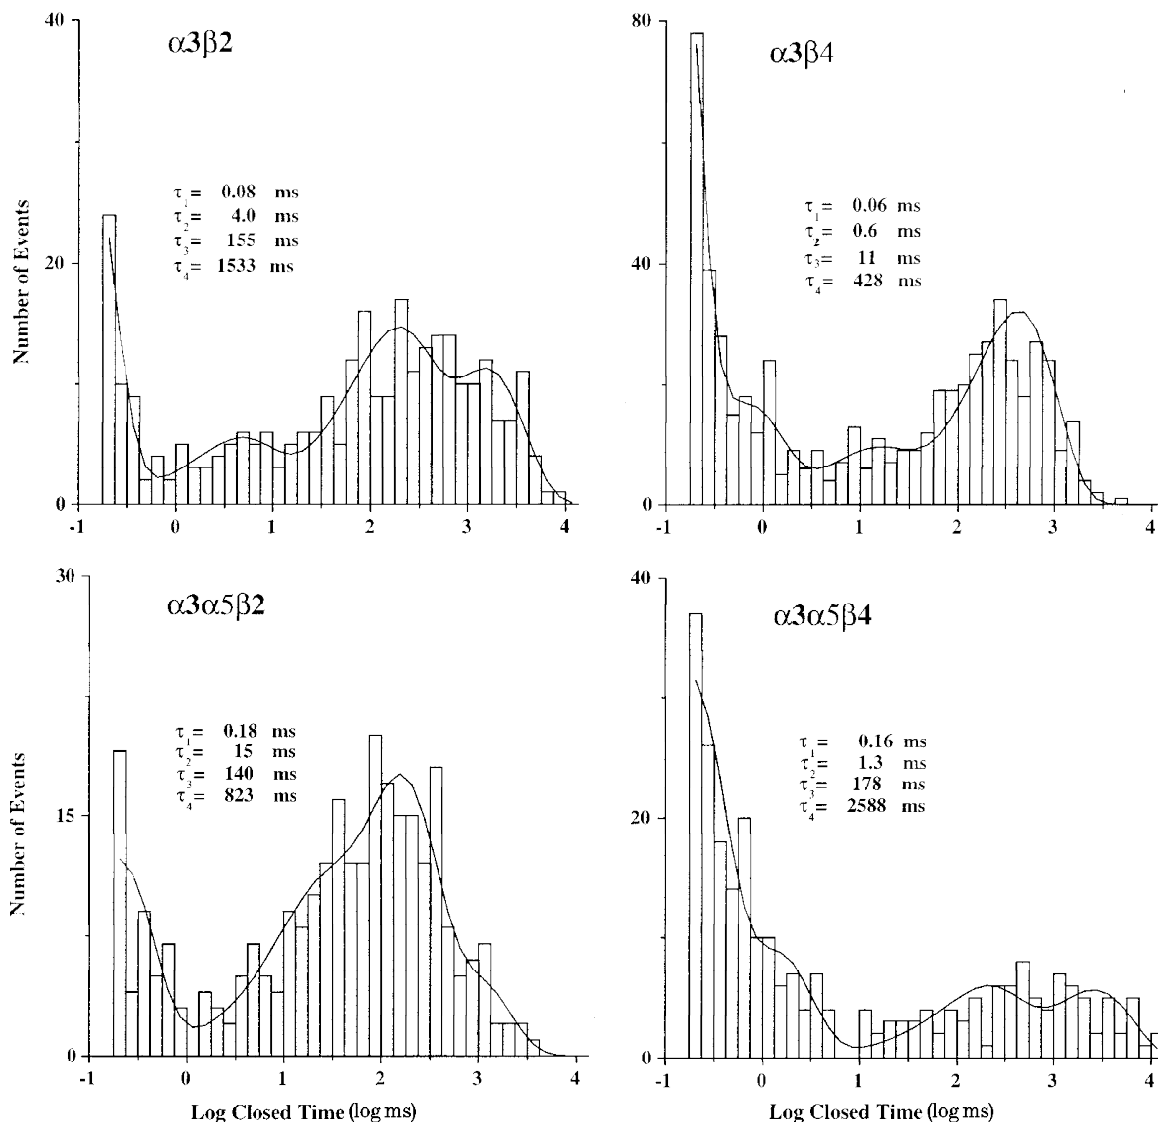 40
α3β2
τ1= 0.08 ms
τ2= 4.0 ms
τ3= 155 ms
τ4= 1533 ms
20
0
-1 0 1 2 3 4
Number of Events
80
α3β4
τ1= 0.06 ms
τ2= 0.6 ms
τ3= 11 ms
τ4= 428 ms
40
0
-1 0 1 2 3 4
30
α3α5β2
τ1= 0.18 ms
τ2= 15 ms
τ3= 140 ms
τ4= 823 ms
15
0
-1 0 1 2 3 4
Number of Events
Log Closed Time (log ms)
40
α3α5β4
τ1= 0.16 ms
τ2= 1.3 ms
τ3= 178 ms
τ4= 2588 ms
20
0
-1 0 1 2 3 4
Log Closed Time (log ms)